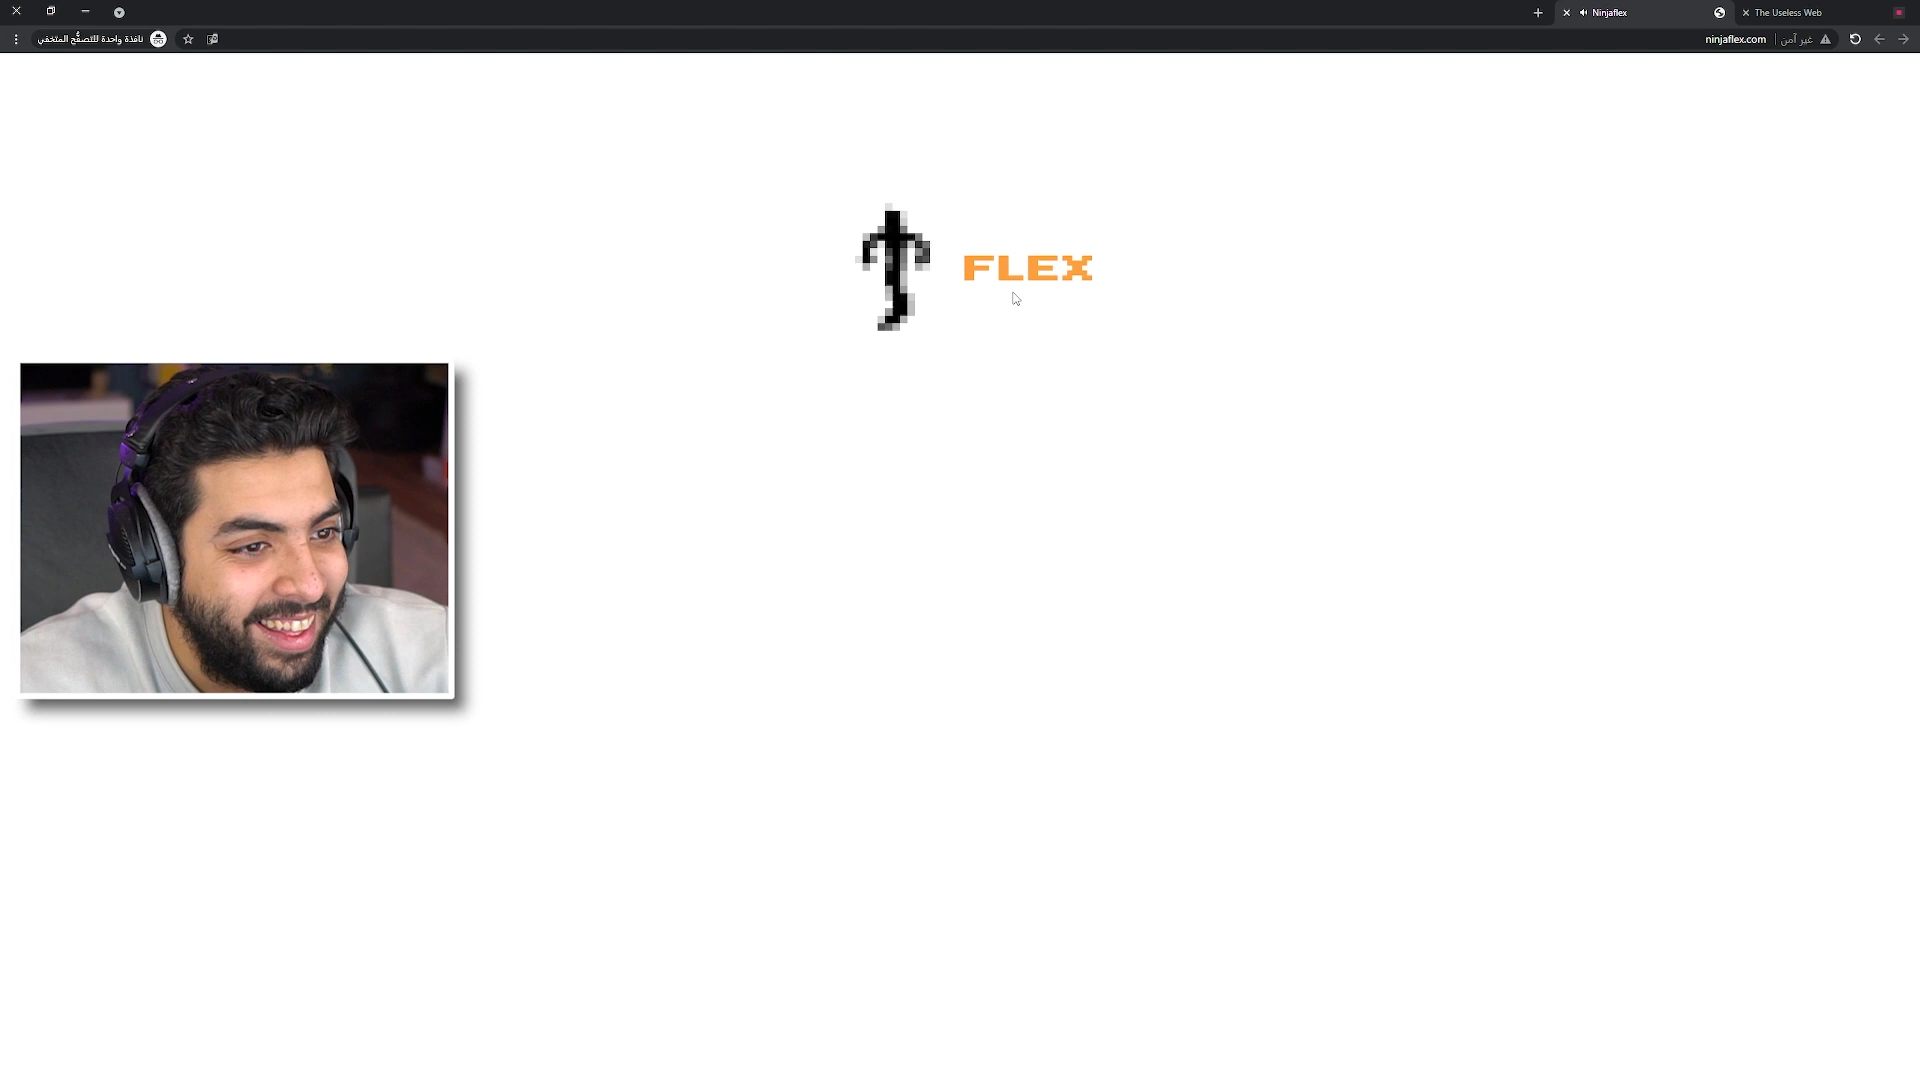 Ninjaflex
The Useless Web
نافذة واحدة للتصفُّح المتخفي
ninjaflex.com
غير آمن
FLEX